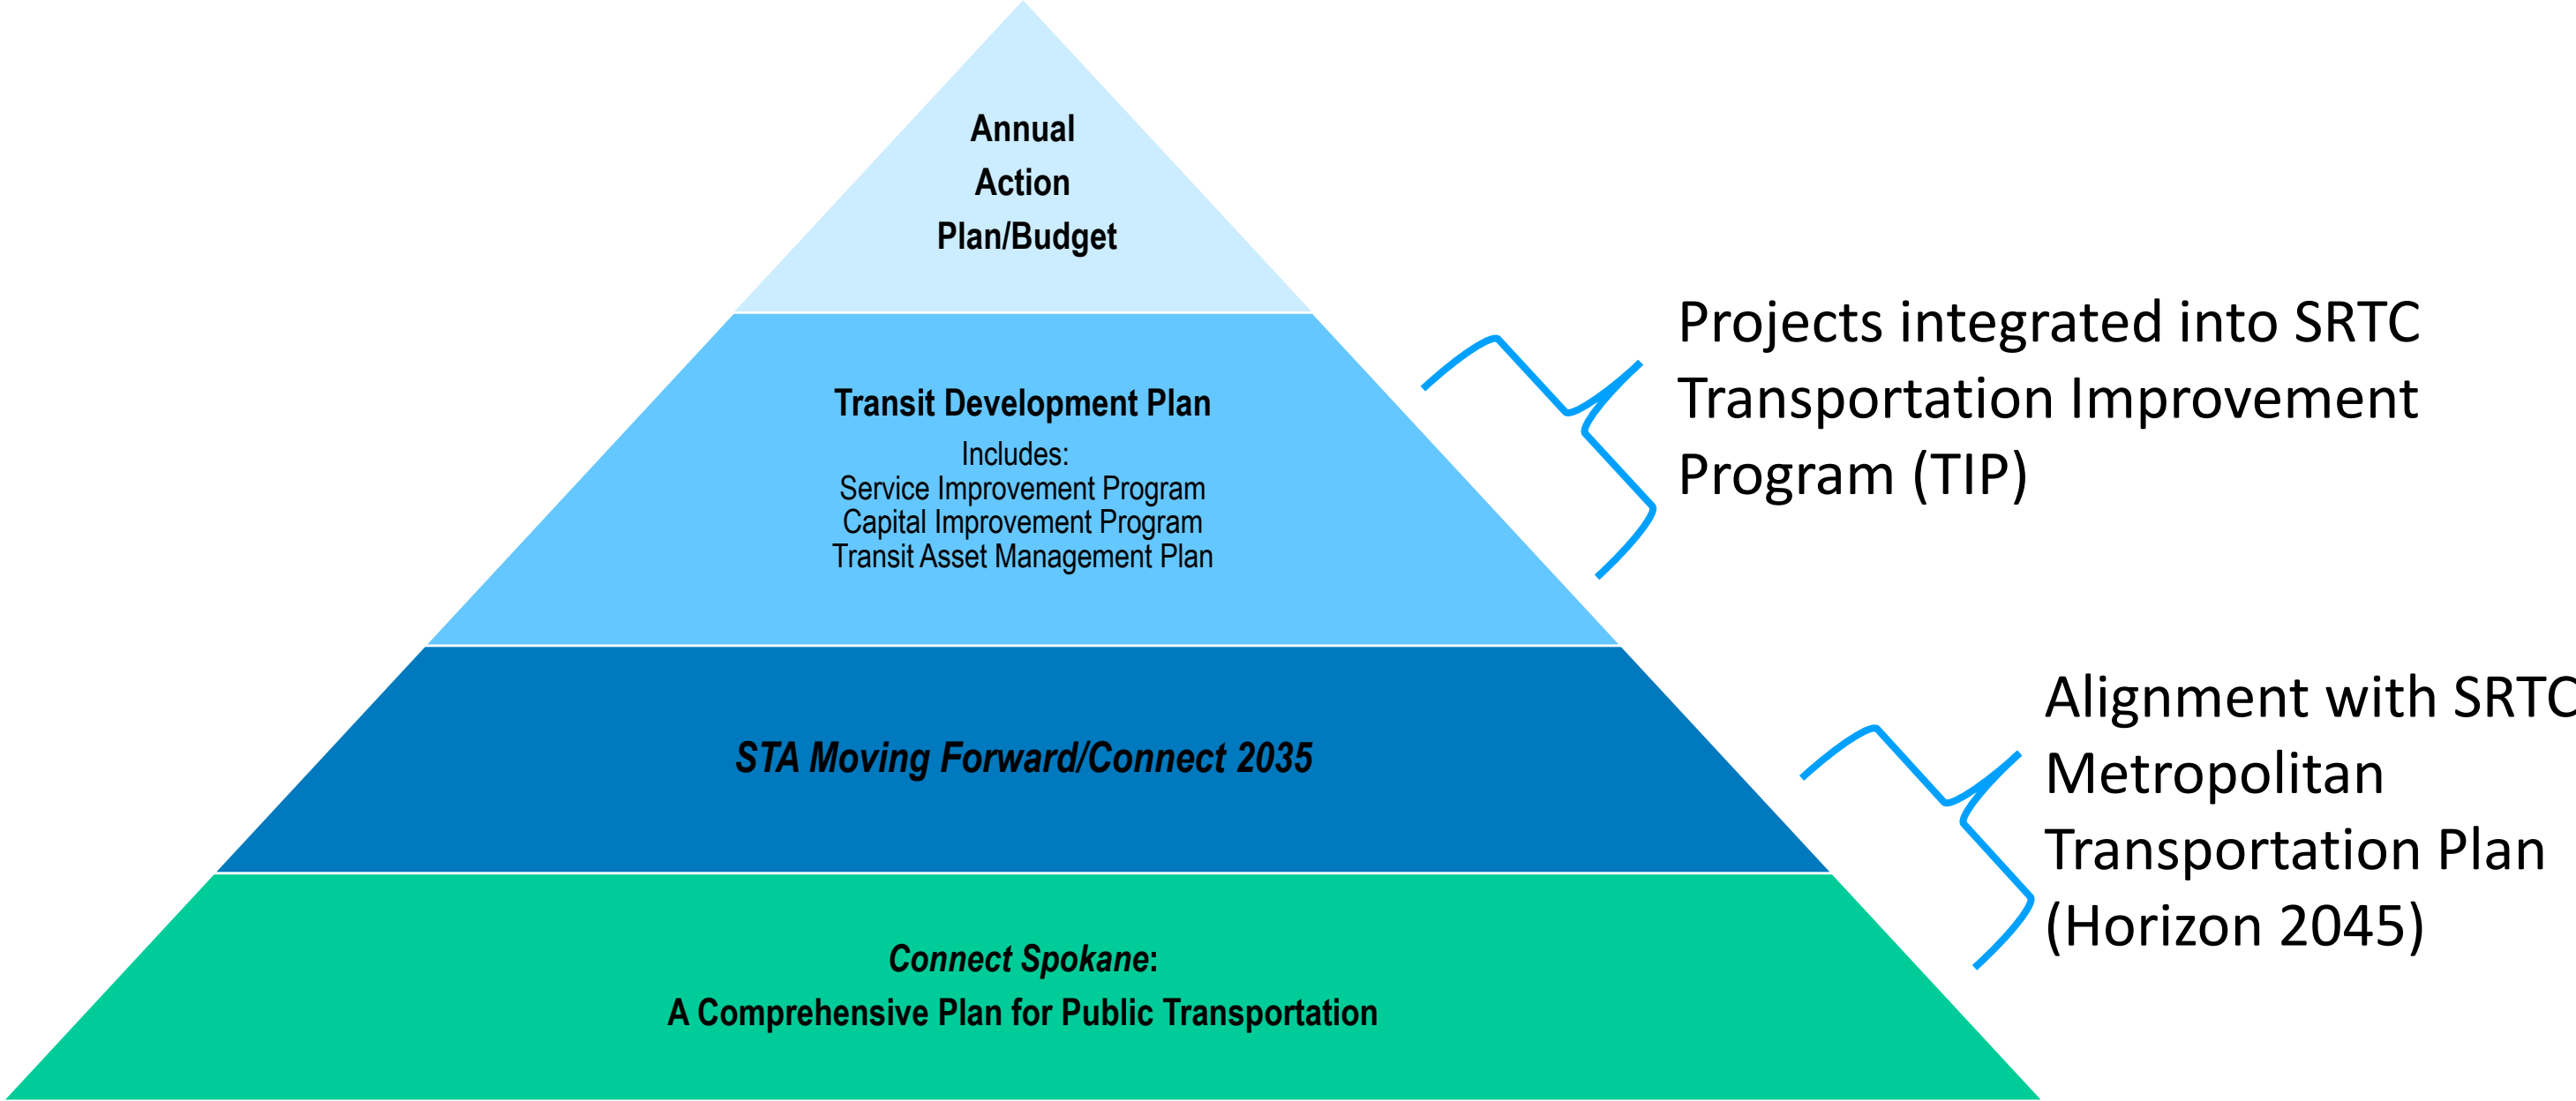 Annual
Action
Plan/Budget
Transit Development Plan
Includes:
Service Improvement Program
Capital Improvement Program
Transit Asset Management Plan
Projects integrated into SRTC
Transportation Improvement
Program (TIP)
STA Moving Forward/Connect 2035
Alignment with SRTC
Metropolitan
Transportation Plan
(Horizon 2045)
Connect Spokane:
A Comprehensive Plan for Public Transportation